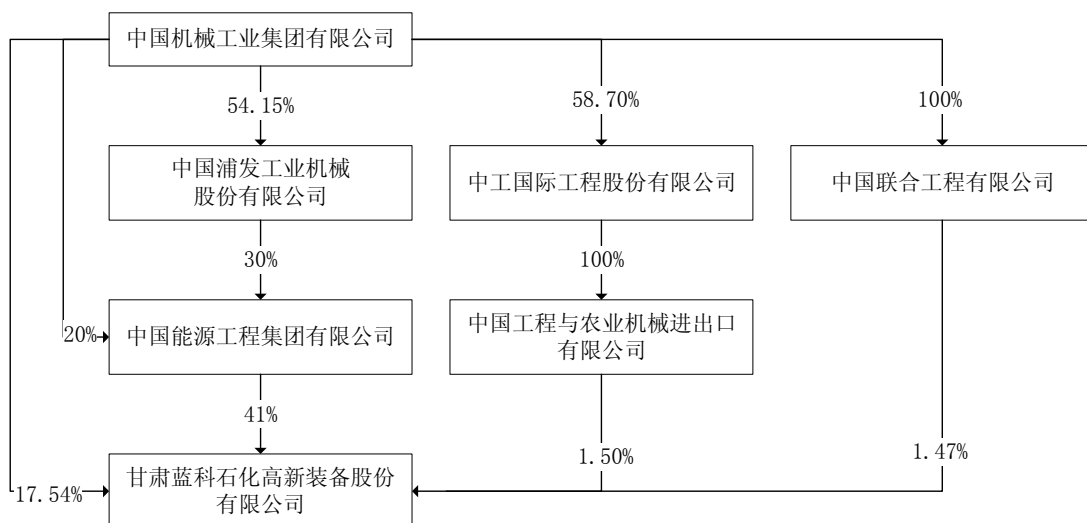 中国机械工业集团有限公司
54.15%
58.70%
100%
中国浦发工业机械
股份有限公司
中工国际工程股份有限公司
中国联合工程有限公司
30%
100%
20%
中国能源工程集团有限公司
中国工程与农业机械进出口
有限公司
41%
1.50%
1.47%
17.54%
甘肃蓝科石化高新装备股份
有限公司